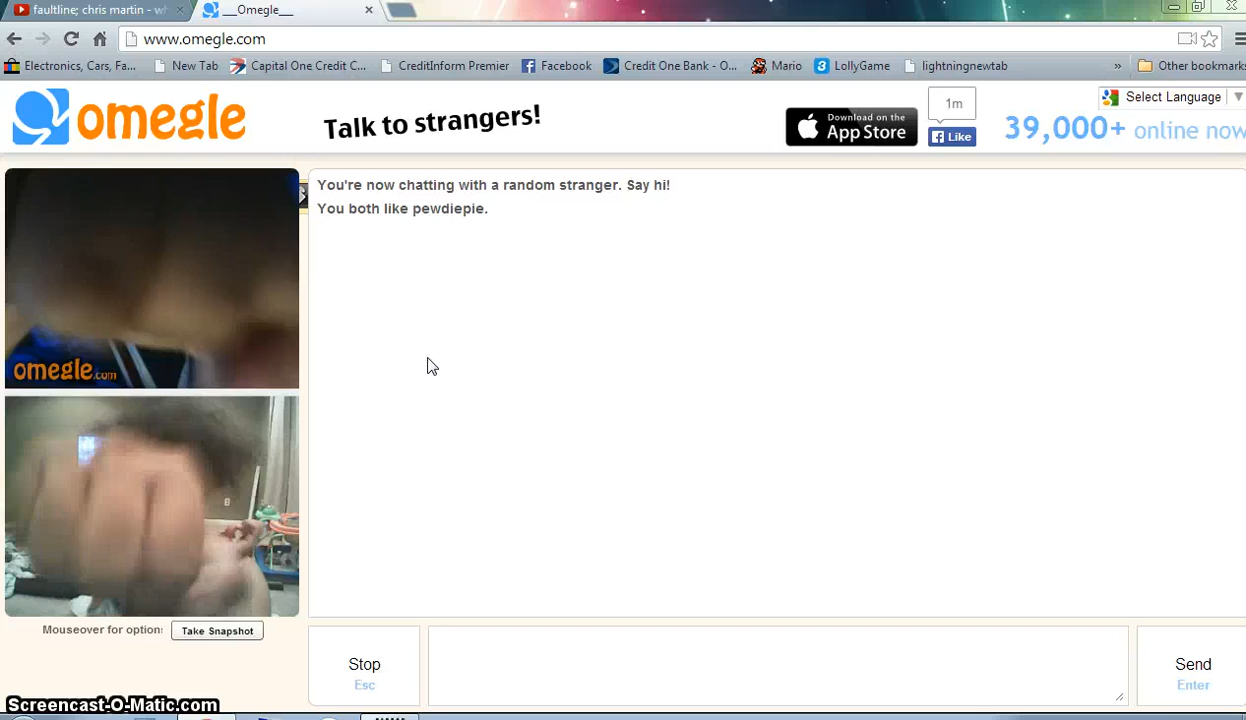 faultline; chris martin - wh
__Omegle__
www.omegle.com
Electronics, Cars, Fa...
New Tab
Capital One Credit C...
CreditInform Premier
Facebook
Credit One Bank - O...
Mario
3 LollyGame
lightningnewtab
»
Other bookmarks
omegle
Talk to strangers!
Download on the
App Store
1m
Like
Select Language
39,000+ online now
You're now chatting with a random stranger. Say hi!
You both like pewdiepie.
omegle.com
Mouseover for option:
Take Snapshot
Stop
Esc
Send
Enter
Screencast-O-Matic.com